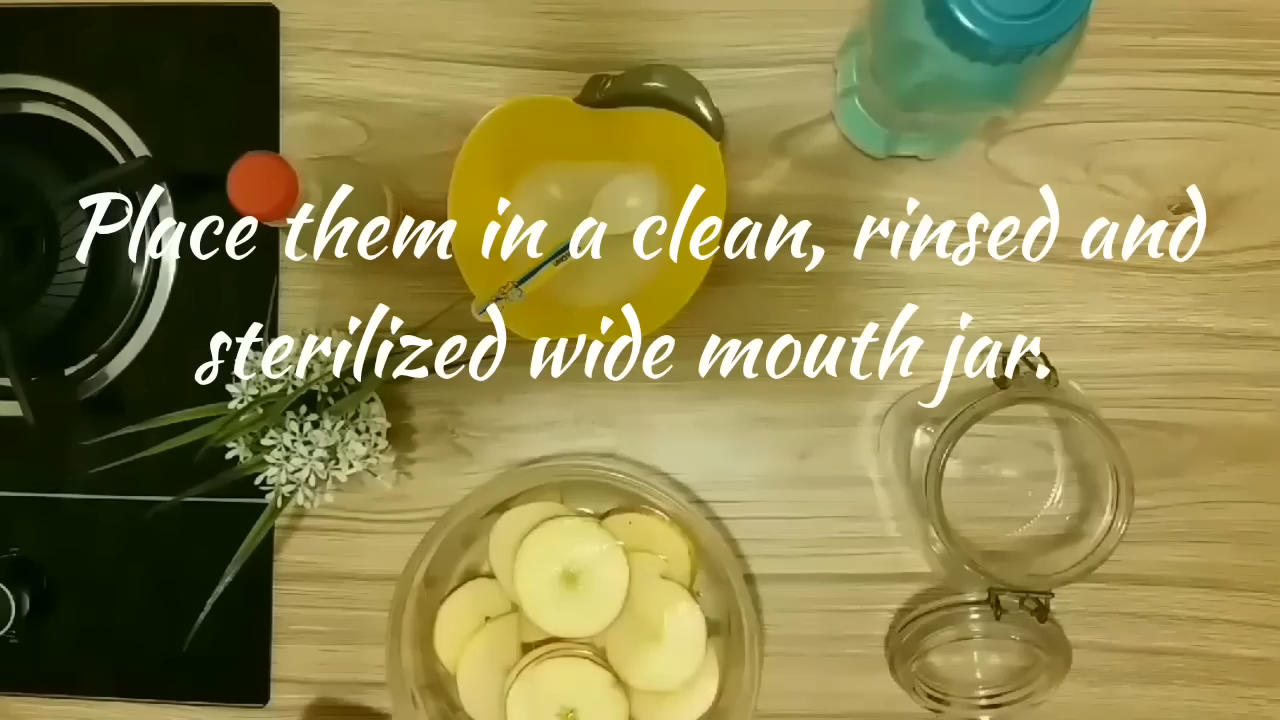 Place them in a clean, rinsed and
sterilized wide mouth jar.